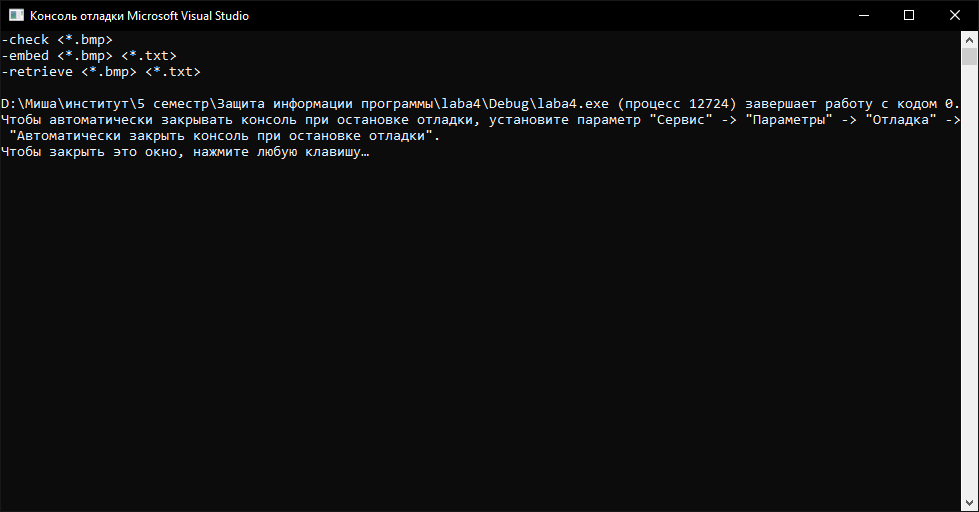 Консоль отладки Microsoft Visual Studio
-check <*.bmp>
-embed <*.bmp> <*.txt>
-retrieve <*.bmp> <*.txt>
D:\Миша\институт\5 семестр\Защита информации программы\laba4\Debug\laba4.exe (процесс 12724) завершает работу с кодом 0.
Чтобы автоматически закрывать консоль при остановке отладки, установите параметр "Сервис" -> "Параметры" -> "Отладка" ->
"Автоматически закрыть консоль при остановке отладки".
Чтобы закрыть это окно, нажмите любую клавишу…